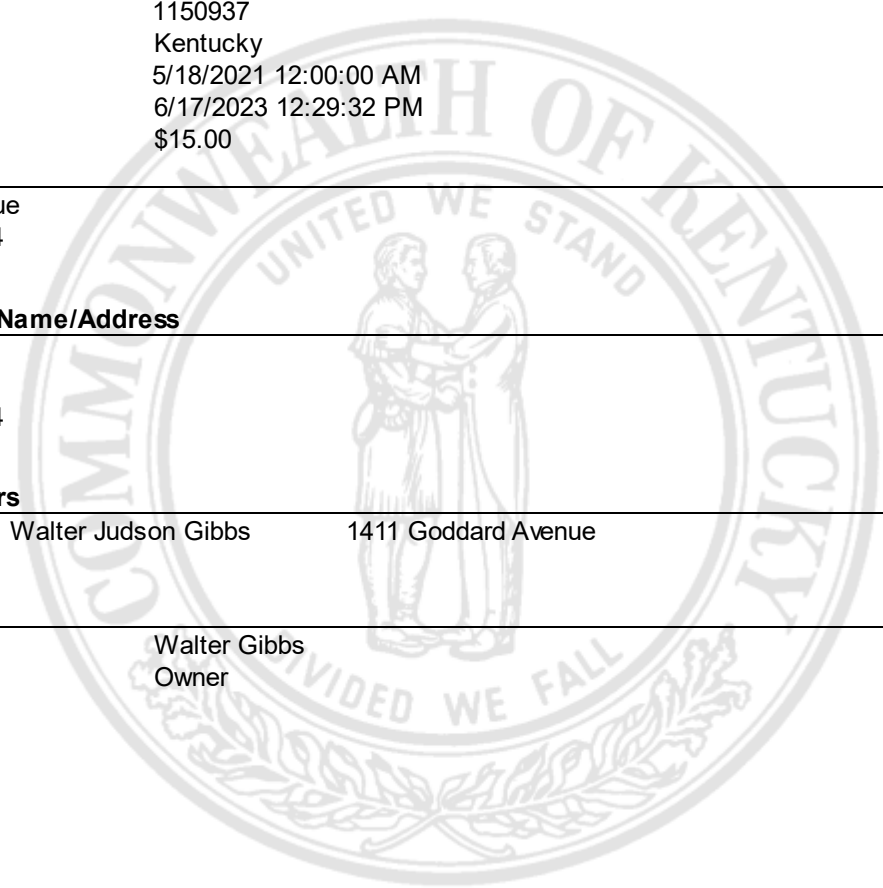 1150937
Kentucky
5/18/2021 12:00:00 AM
6/17/2023 12:29:32 PM
$15.00
ue
4
Name/Address
4
rs
Walter Judson Gibbs 1411 Goddard Avenue
Walter Gibbs
Owner
COMMONWEALTH OF KENTUCKY
UNITED WE STAND
DIVIDED WE FALL